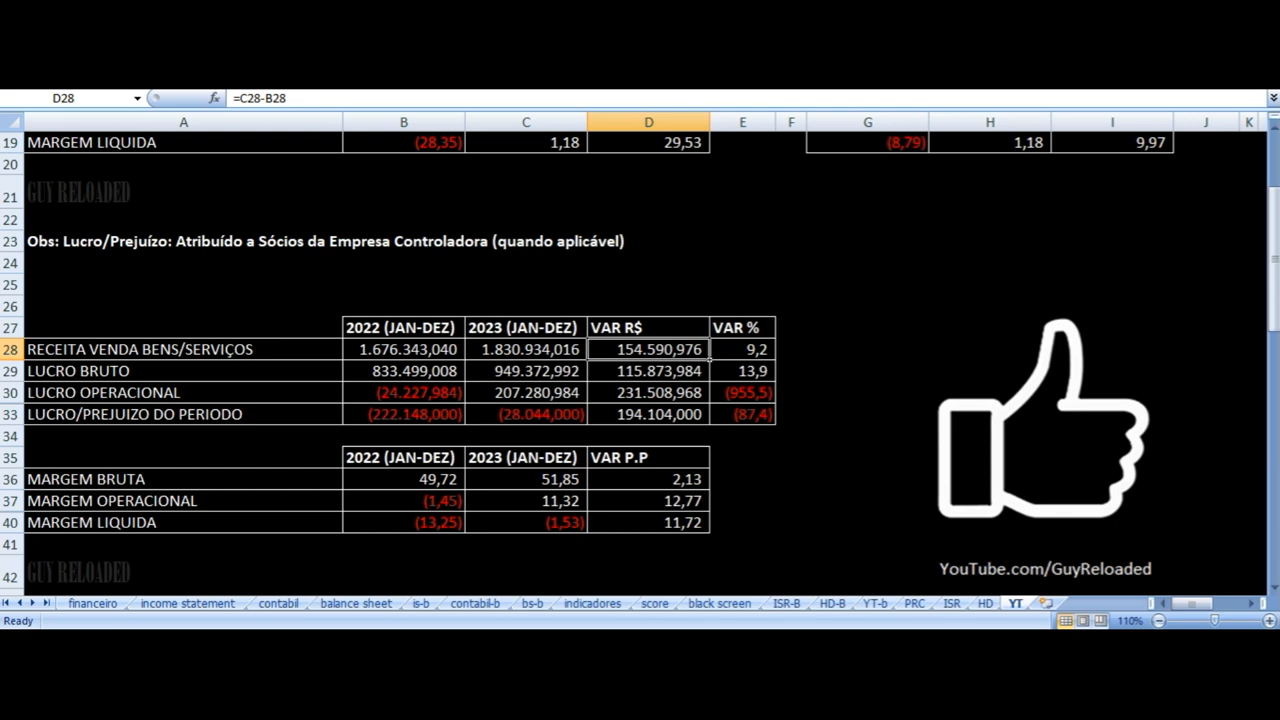 D28 fx =C28-B28
A B C D E F G H I J K
19 MARGEM LIQUIDA (28,35) 1,18 29,53 (8,79) 1,18 9,97
20
21 GUY RELOADED
22
23 Obs: Lucro/Prejuízo: Atribuído a Sócios da Empresa Controladora (quando aplicável)
24
25
26
27 2022 (JAN-DEZ) 2023 (JAN-DEZ) VAR R$ VAR %
28 RECEITA VENDA BENS/SERVIÇOS 1.676.343,040 1.830.934,016 154.590,976 9,2
29 LUCRO BRUTO 833.499,008 949.372,992 115.873,984 13,9
30 LUCRO OPERACIONAL (24.227,984) 207.280,984 231.508,968 (955,5)
33 LUCRO/PREJUIZO DO PERIODO (222.148,000) (28.044,000) 194.104,000 (87,4)
34
35 2022 (JAN-DEZ) 2023 (JAN-DEZ) VAR P.P
36 MARGEM BRUTA 49,72 51,85 2,13
37 MARGEM OPERACIONAL (1,45) 11,32 12,77
40 MARGEM LIQUIDA (13,25) (1,53) 11,72
41
42 GUY RELOADED
YouTube.com/GuyReloaded
financeiro income statement contabil balance sheet is-b contabil-b bs-b indicadores score black screen ISR-B HD-B YT-b PRC ISR HD YT
Ready 110%